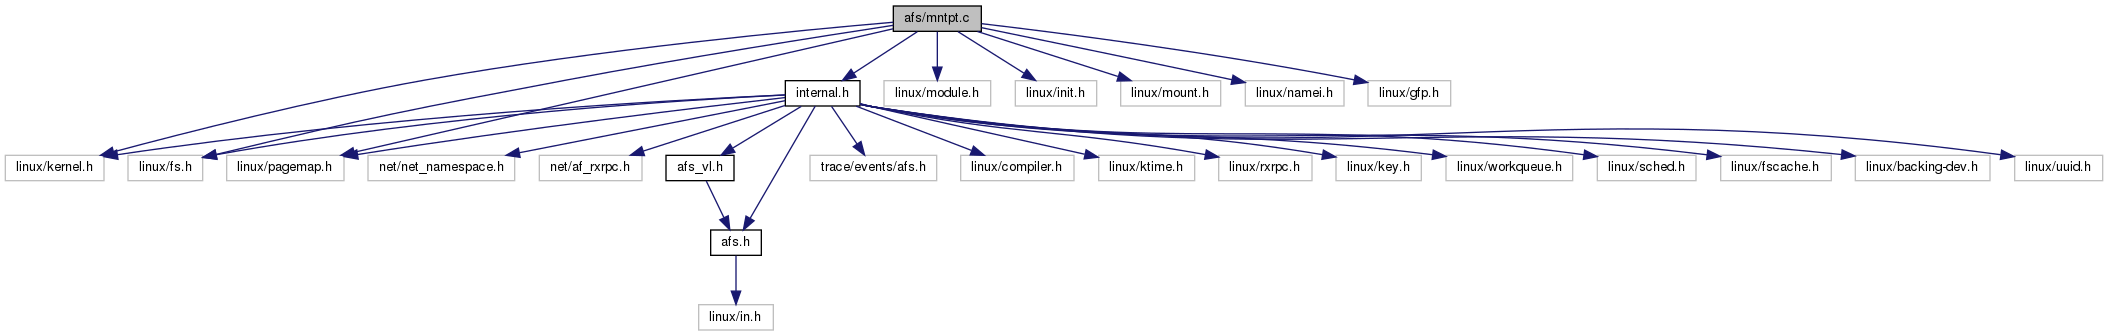 afs/mntpt.c
internal.h
linux/module.h
linux/init.h
linux/mount.h
linux/namei.h
linux/gfp.h
linux/kernel.h
linux/fs.h
linux/pagemap.h
net/net_namespace.h
net/af_rxrpc.h
afs_vl.h
trace/events/afs.h
linux/compiler.h
linux/ktime.h
linux/rxrpc.h
linux/key.h
linux/workqueue.h
linux/sched.h
linux/fscache.h
linux/backing-dev.h
linux/uuid.h
afs.h
linux/in.h